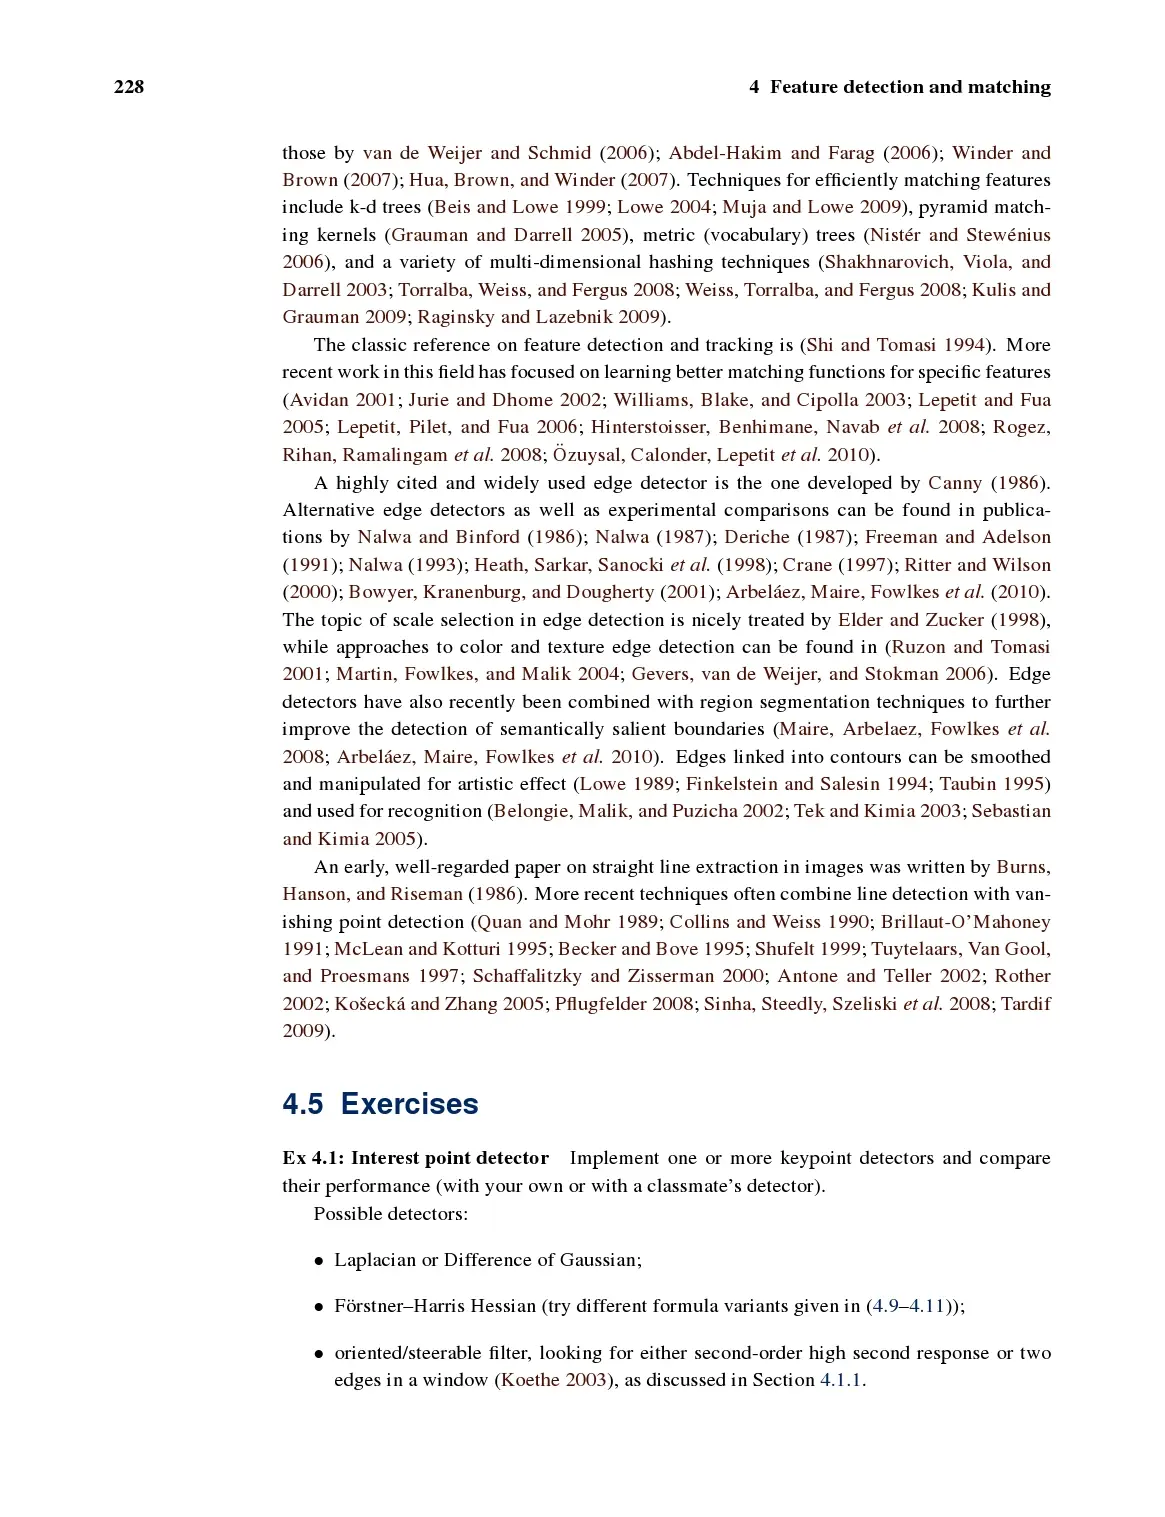 228
4 Feature detection and matching
those by van de Weijer and Schmid (2006); Abdel-Hakim and Farag (2006); Winder and
Brown (2007); Hua, Brown, and Winder (2007). Techniques for efficiently matching features
include k-d trees (Beis and Lowe 1999; Lowe 2004; Muja and Lowe 2009), pyramid match-
ing kernels (Grauman and Darrell 2005), metric (vocabulary) trees (Nistér and Stewénius
2006), and a variety of multi-dimensional hashing techniques (Shakhnarovich, Viola, and
Darrell 2003; Torralba, Weiss, and Fergus 2008; Weiss, Torralba, and Fergus 2008; Kulis and
Grauman 2009; Raginsky and Lazebnik 2009).
The classic reference on feature detection and tracking is (Shi and Tomasi 1994). More
recent work in this field has focused on learning better matching functions for specific features
(Avidan 2001; Jurie and Dhome 2002; Williams, Blake, and Cipolla 2003; Lepetit and Fua
2005; Lepetit, Pilet, and Fua 2006; Hinterstoisser, Benhimane, Navab et al. 2008; Rogez,
Rihan, Ramalingam et al. 2008; Özuysal, Calonder, Lepetit et al. 2010).
A highly cited and widely used edge detector is the one developed by Canny (1986).
Alternative edge detectors as well as experimental comparisons can be found in publica-
tions by Nalwa and Binford (1986); Nalwa (1987); Deriche (1987); Freeman and Adelson
(1991); Nalwa (1993); Heath, Sarkar, Sanocki et al. (1998); Crane (1997); Ritter and Wilson
(2000); Bowyer, Kranenburg, and Dougherty (2001); Arbeláez, Maire, Fowlkes et al. (2010).
The topic of scale selection in edge detection is nicely treated by Elder and Zucker (1998),
while approaches to color and texture edge detection can be found in (Ruzon and Tomasi
2001; Martin, Fowlkes, and Malik 2004; Gevers, van de Weijer, and Stokman 2006). Edge
detectors have also recently been combined with region segmentation techniques to further
improve the detection of semantically salient boundaries (Maire, Arbelaez, Fowlkes et al.
2008; Arbeláez, Maire, Fowlkes et al. 2010). Edges linked into contours can be smoothed
and manipulated for artistic effect (Lowe 1989; Finkelstein and Salesin 1994; Taubin 1995)
and used for recognition (Belongie, Malik, and Puzicha 2002; Tek and Kimia 2003; Sebastian
and Kimia 2005).
An early, well-regarded paper on straight line extraction in images was written by Burns,
Hanson, and Riseman (1986). More recent techniques often combine line detection with van-
ishing point detection (Quan and Mohr 1989; Collins and Weiss 1990; Brillaut-O'Mahoney
1991; McLean and Kotturi 1995; Becker and Bove 1995; Shufelt 1999; Tuytelaars, Van Gool,
and Proesmans 1997; Schaffalitzky and Zisserman 2000; Antone and Teller 2002; Rother
2002; Košecká and Zhang 2005; Pflugfelder 2008; Sinha, Steedly, Szeliski et al. 2008; Tardif
2009).
4.5 Exercises
Ex 4.1: Interest point detector Implement one or more keypoint detectors and compare
their performance (with your own or with a classmate's detector).
Possible detectors:
• Laplacian or Difference of Gaussian;
• Förstner–Harris Hessian (try different formula variants given in (4.9–4.11));
• oriented/steerable filter, looking for either second-order high second response or two
edges in a window (Koethe 2003), as discussed in Section 4.1.1.